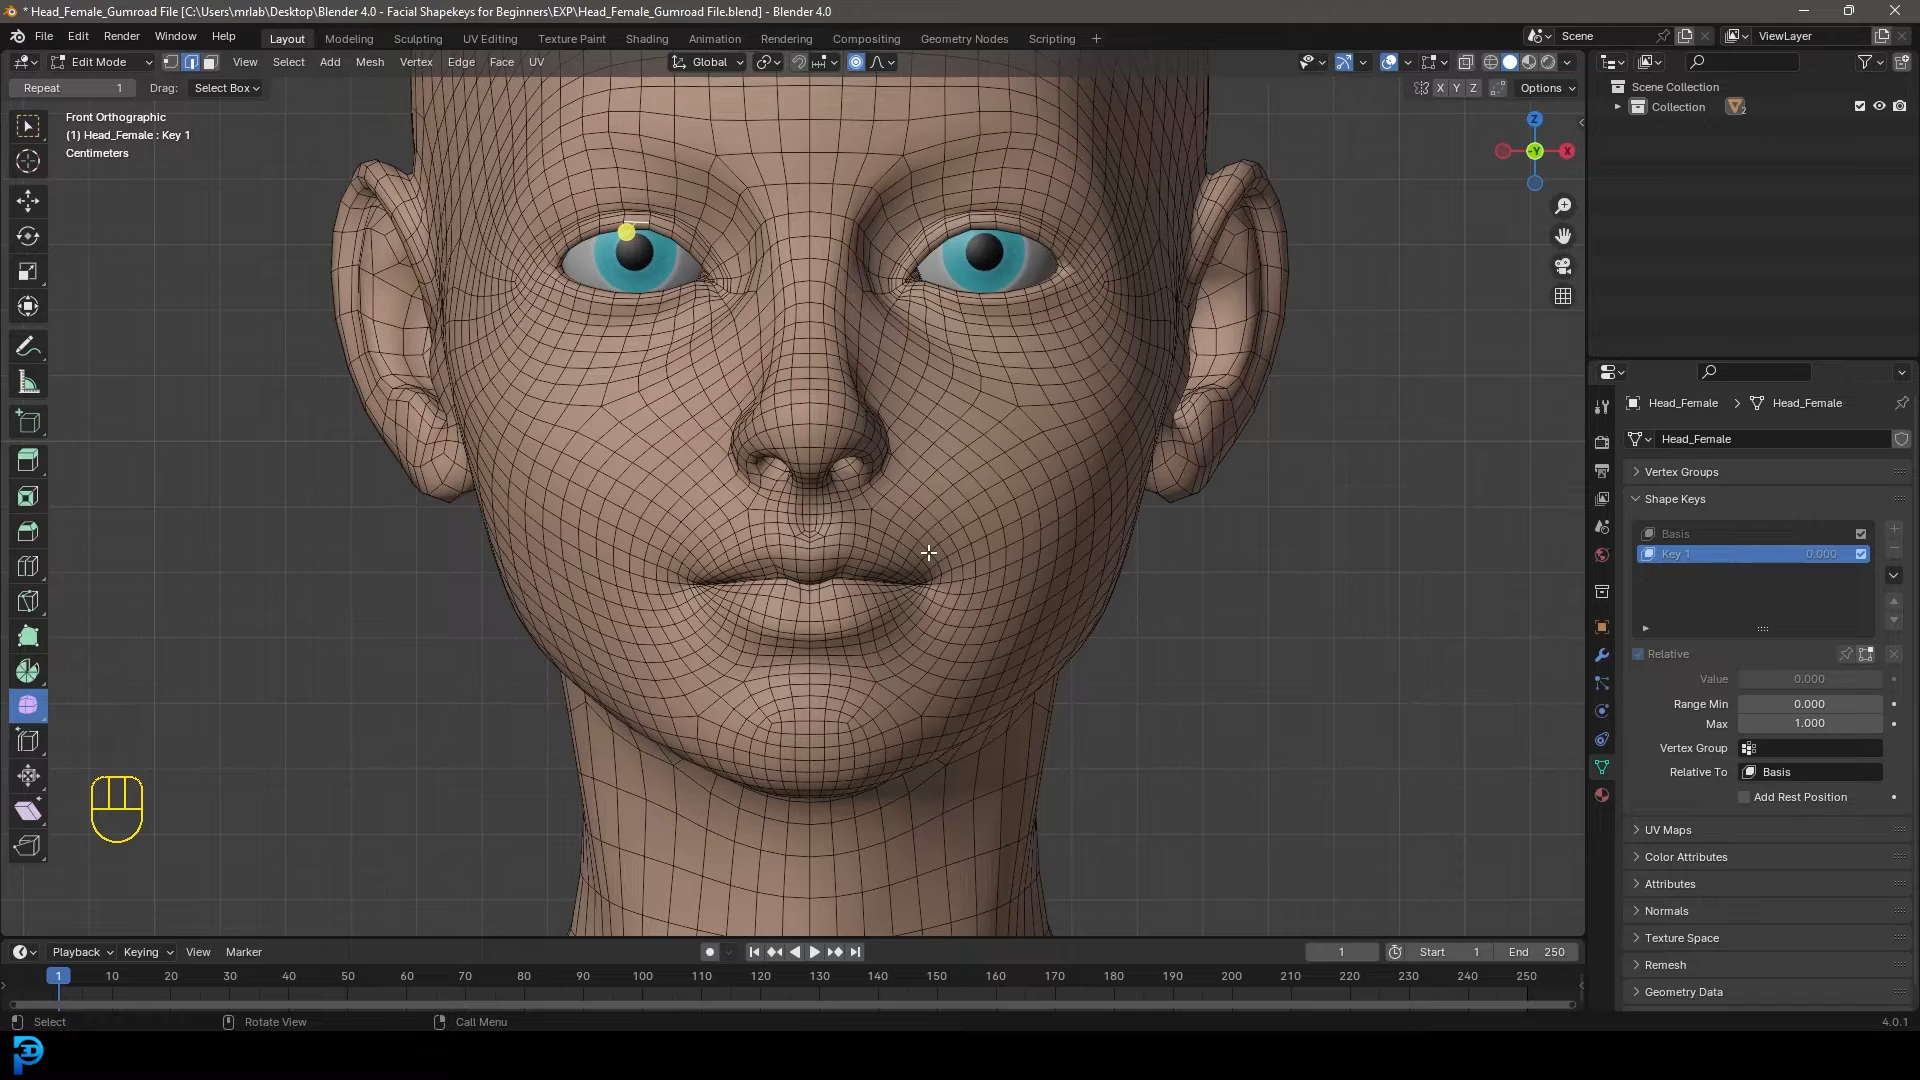 * Head_Female_Gumroad File [C:\Users\mrlab\Desktop\Blender 4.0 - Facial Shapekeys for Beginners\EXP\Head_Female_Gumroad File.blend] - Blender 4.0
File Edit Render Window Help Layout Modeling Sculpting UV Editing Texture Paint Shading Animation Rendering Compositing Geometry Nodes Scripting + Scene ViewLayer
Edit Mode View Select Add Mesh Vertex Edge Face UV Global
Repeat 1 Drag: Select Box X Y Z Options
Front Orthographic
(1) Head_Female : Key 1
Centimeters
Z
-Y
X
Scene Collection
Collection 2
Head_Female > Head_Female
Head_Female
Vertex Groups
Shape Keys
Basis
Key 1 0.000
Relative
Value 0.000
Range Min 0.000
Max 1.000
Vertex Group
Relative To Basis
Add Rest Position
UV Maps
Color Attributes
Attributes
Normals
Texture Space
Remesh
Geometry Data
Playback Keying View Marker 1 Start 1 End 250
1 10 20 30 40 50 60 70 80 90 100 110 120 130 140 150 160 170 180 190 200 210 220 230 240 250
Select Rotate View Call Menu 4.0.1
3D